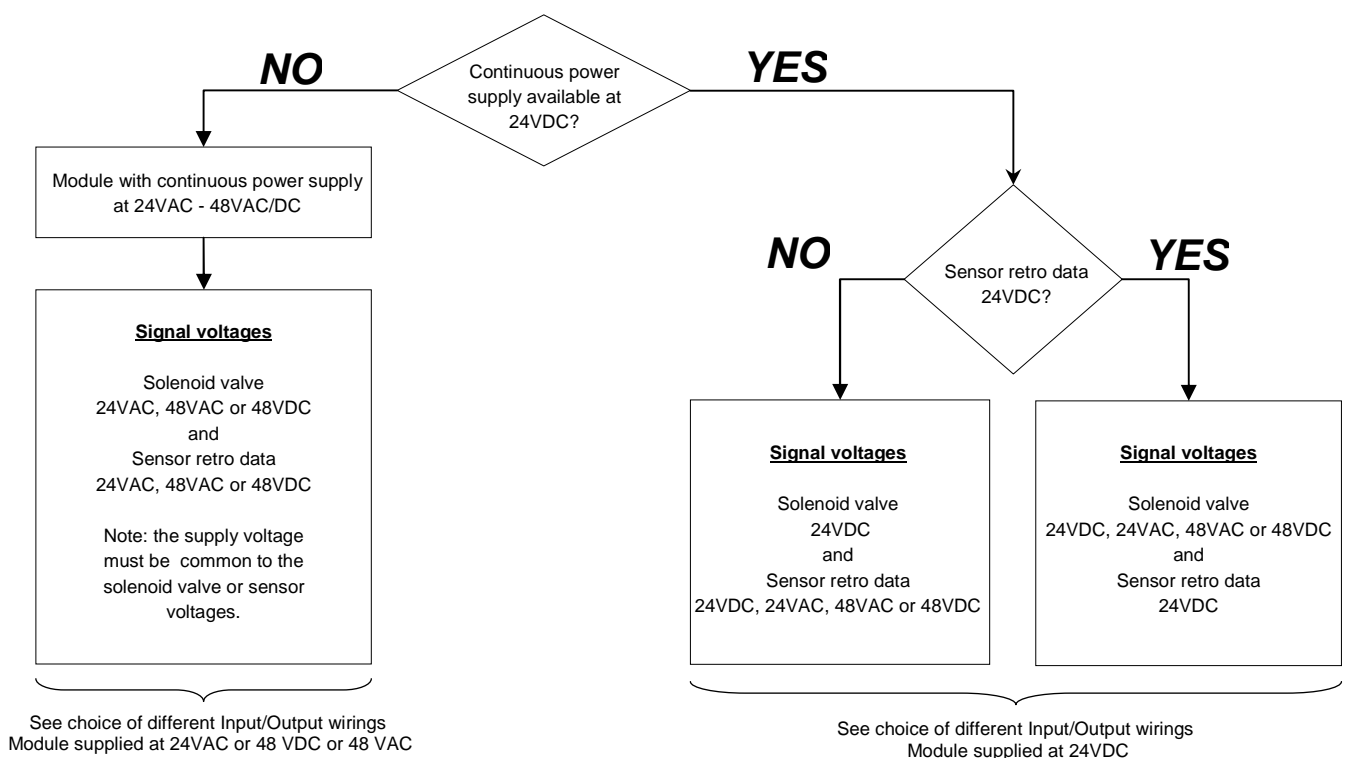 NO
Continuous power
supply available at
24VDC?
YES
Module with continuous power supply
at 24VAC - 48VAC/DC
Signal voltages
Solenoid valve
24VAC, 48VAC or 48VDC
and
Sensor retro data
24VAC, 48VAC or 48VDC
Note: the supply voltage
must be common to the
solenoid valve or sensor
voltages.
See choice of different Input/Output wirings
Module supplied at 24VAC or 48 VDC or 48 VAC
NO
Sensor retro data
24VDC?
YES
Signal voltages
Solenoid valve
24VDC
and
Sensor retro data
24VDC, 24VAC, 48VAC or 48VDC
Signal voltages
Solenoid valve
24VDC, 24VAC, 48VAC or 48VDC
and
Sensor retro data
24VDC
See choice of different Input/Output wirings
Module supplied at 24VDC